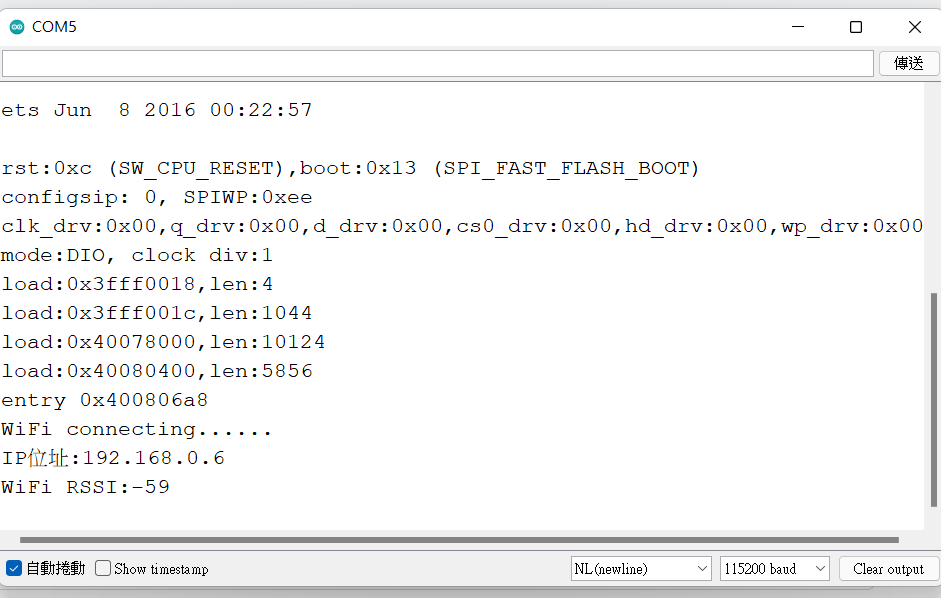 COM5
傳送
ets Jun  8 2016 00:22:57
rst:0xc (SW_CPU_RESET),boot:0x13 (SPI_FAST_FLASH_BOOT)
configsip: 0, SPIWP:0xee
clk_drv:0x00,q_drv:0x00,d_drv:0x00,cs0_drv:0x00,hd_drv:0x00,wp_drv:0x00
mode:DIO, clock div:1
load:0x3fff0018,len:4
load:0x3fff001c,len:1044
load:0x40078000,len:10124
load:0x40080400,len:5856
entry 0x400806a8
WiFi connecting......
IP位址:192.168.0.6
WiFi RSSI:-59
自動捲動 Show timestamp NL(newline) 115200 baud Clear output